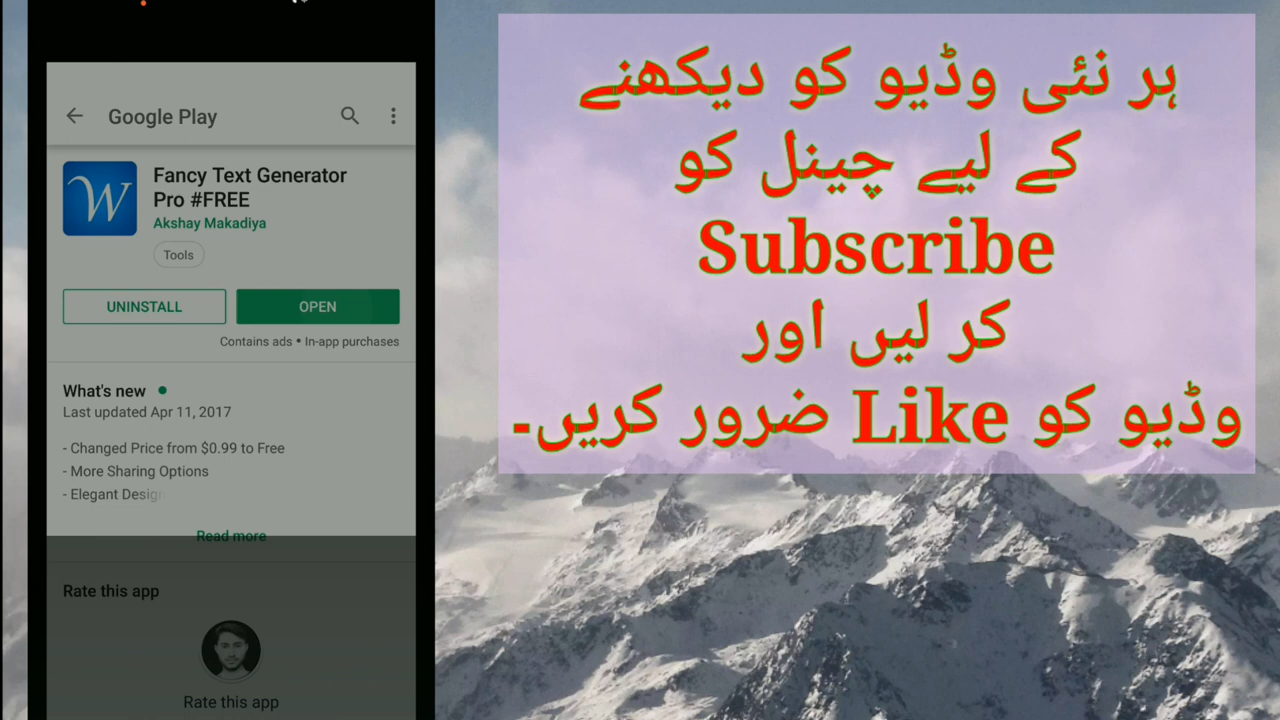 Google Play
Fancy Text Generator
Pro #FREE
Akshay Makadiya
Tools
UNINSTALL
OPEN
Contains ads • In-app purchases
What's new
Last updated Apr 11, 2017
- Changed Price from $0.99 to Free
- More Sharing Options
- Elegant Design
Read more
Rate this app
Rate this app
ہر نئی وڈیو کو دیکھنے
کے لیے چینل کو
Subscribe
کر لیں اور
وڈیو کو Like ضرور کریں۔